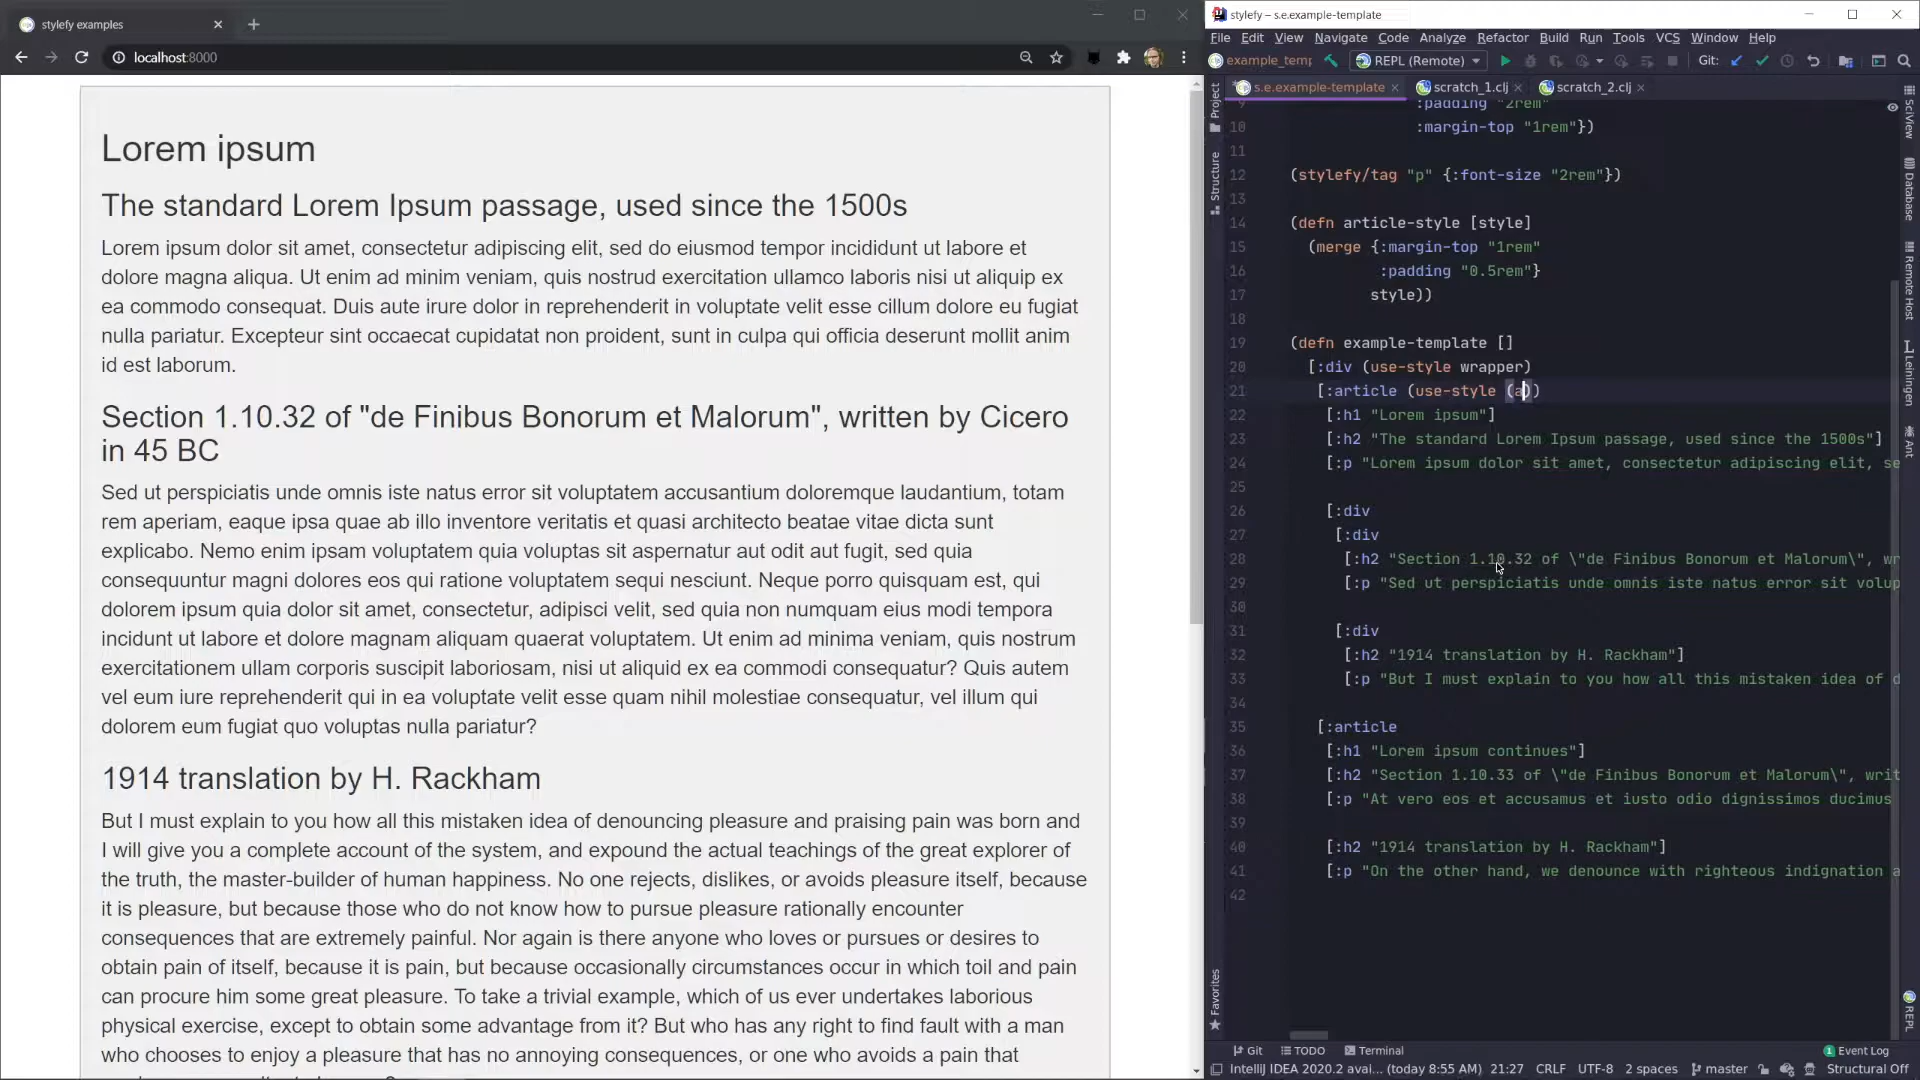 stylefy examples
localhost:8000
Lorem ipsum
The standard Lorem Ipsum passage, used since the 1500s
Lorem ipsum dolor sit amet, consectetur adipiscing elit, sed do eiusmod tempor incididunt ut labore et
dolore magna aliqua. Ut enim ad minim veniam, quis nostrud exercitation ullamco laboris nisi ut aliquip ex
ea commodo consequat. Duis aute irure dolor in reprehenderit in voluptate velit esse cillum dolore eu fugiat
nulla pariatur. Excepteur sint occaecat cupidatat non proident, sunt in culpa qui officia deserunt mollit anim
id est laborum.
Section 1.10.32 of "de Finibus Bonorum et Malorum", written by Cicero
in 45 BC
Sed ut perspiciatis unde omnis iste natus error sit voluptatem accusantium doloremque laudantium, totam
rem aperiam, eaque ipsa quae ab illo inventore veritatis et quasi architecto beatae vitae dicta sunt
explicabo. Nemo enim ipsam voluptatem quia voluptas sit aspernatur aut odit aut fugit, sed quia
consequuntur magni dolores eos qui ratione voluptatem sequi nesciunt. Neque porro quisquam est, qui
dolorem ipsum quia dolor sit amet, consectetur, adipisci velit, sed quia non numquam eius modi tempora
incidunt ut labore et dolore magnam aliquam quaerat voluptatem. Ut enim ad minima veniam, quis nostrum
exercitationem ullam corporis suscipit laboriosam, nisi ut aliquid ex ea commodi consequatur? Quis autem
vel eum iure reprehenderit qui in ea voluptate velit esse quam nihil molestiae consequatur, vel illum qui
dolorem eum fugiat quo voluptas nulla pariatur?
1914 translation by H. Rackham
But I must explain to you how all this mistaken idea of denouncing pleasure and praising pain was born and
I will give you a complete account of the system, and expound the actual teachings of the great explorer of
the truth, the master-builder of human happiness. No one rejects, dislikes, or avoids pleasure itself, because
it is pleasure, but because those who do not know how to pursue pleasure rationally encounter
consequences that are extremely painful. Nor again is there anyone who loves or pursues or desires to
obtain pain of itself, because it is pain, but because occasionally circumstances occur in which toil and pain
can procure him some great pleasure. To take a trivial example, which of us ever undertakes laborious
physical exercise, except to obtain some advantage from it? But who has any right to find fault with a man
who chooses to enjoy a pleasure that has no annoying consequences, or one who avoids a pain that
stylefy – s.e.example-template
File Edit View Navigate Code Analyze Refactor Build Run Tools VCS Window Help
example_temp REPL (Remote) Git:
s.e.example-template scratch_1.clj scratch_2.clj
Project
Structure
Favorites
9 :padding "2rem"
10 :margin-top "1rem"})
11
12 (stylefy/tag "p" {:font-size "2rem"})
13
14 (defn article-style [style]
15 (merge {:margin-top "1rem"
16 :padding "0.5rem"}
17 style))
18
19 (defn example-template []
20 [:div (use-style wrapper)
21 [:article (use-style (a))
22 [:h1 "Lorem ipsum"]
23 [:h2 "The standard Lorem Ipsum passage, used since the 1500s"]
24 [:p "Lorem ipsum dolor sit amet, consectetur adipiscing elit, se
25
26 [:div
27 [:div
28 [:h2 "Section 1.10.32 of \"de Finibus Bonorum et Malorum\", wr
29 [:p "Sed ut perspiciatis unde omnis iste natus error sit volup
30
31 [:div
32 [:h2 "1914 translation by H. Rackham"]
33 [:p "But I must explain to you how all this mistaken idea of d
34
35 [:article
36 [:h1 "Lorem ipsum continues"]
37 [:h2 "Section 1.10.33 of \"de Finibus Bonorum et Malorum\", writ
38 [:p "At vero eos et accusamus et iusto odio dignissimos ducimus
39
40 [:h2 "1914 translation by H. Rackham"]
41 [:p "On the other hand, we denounce with righteous indignation a
42
SciView
Database
Remote Host
Leiningen
Ant
REPL
Git TODO Terminal 1 Event Log
IntelliJ IDEA 2020.2 avai... (today 8:55 AM) 21:27 CRLF UTF-8 2 spaces master Structural Off